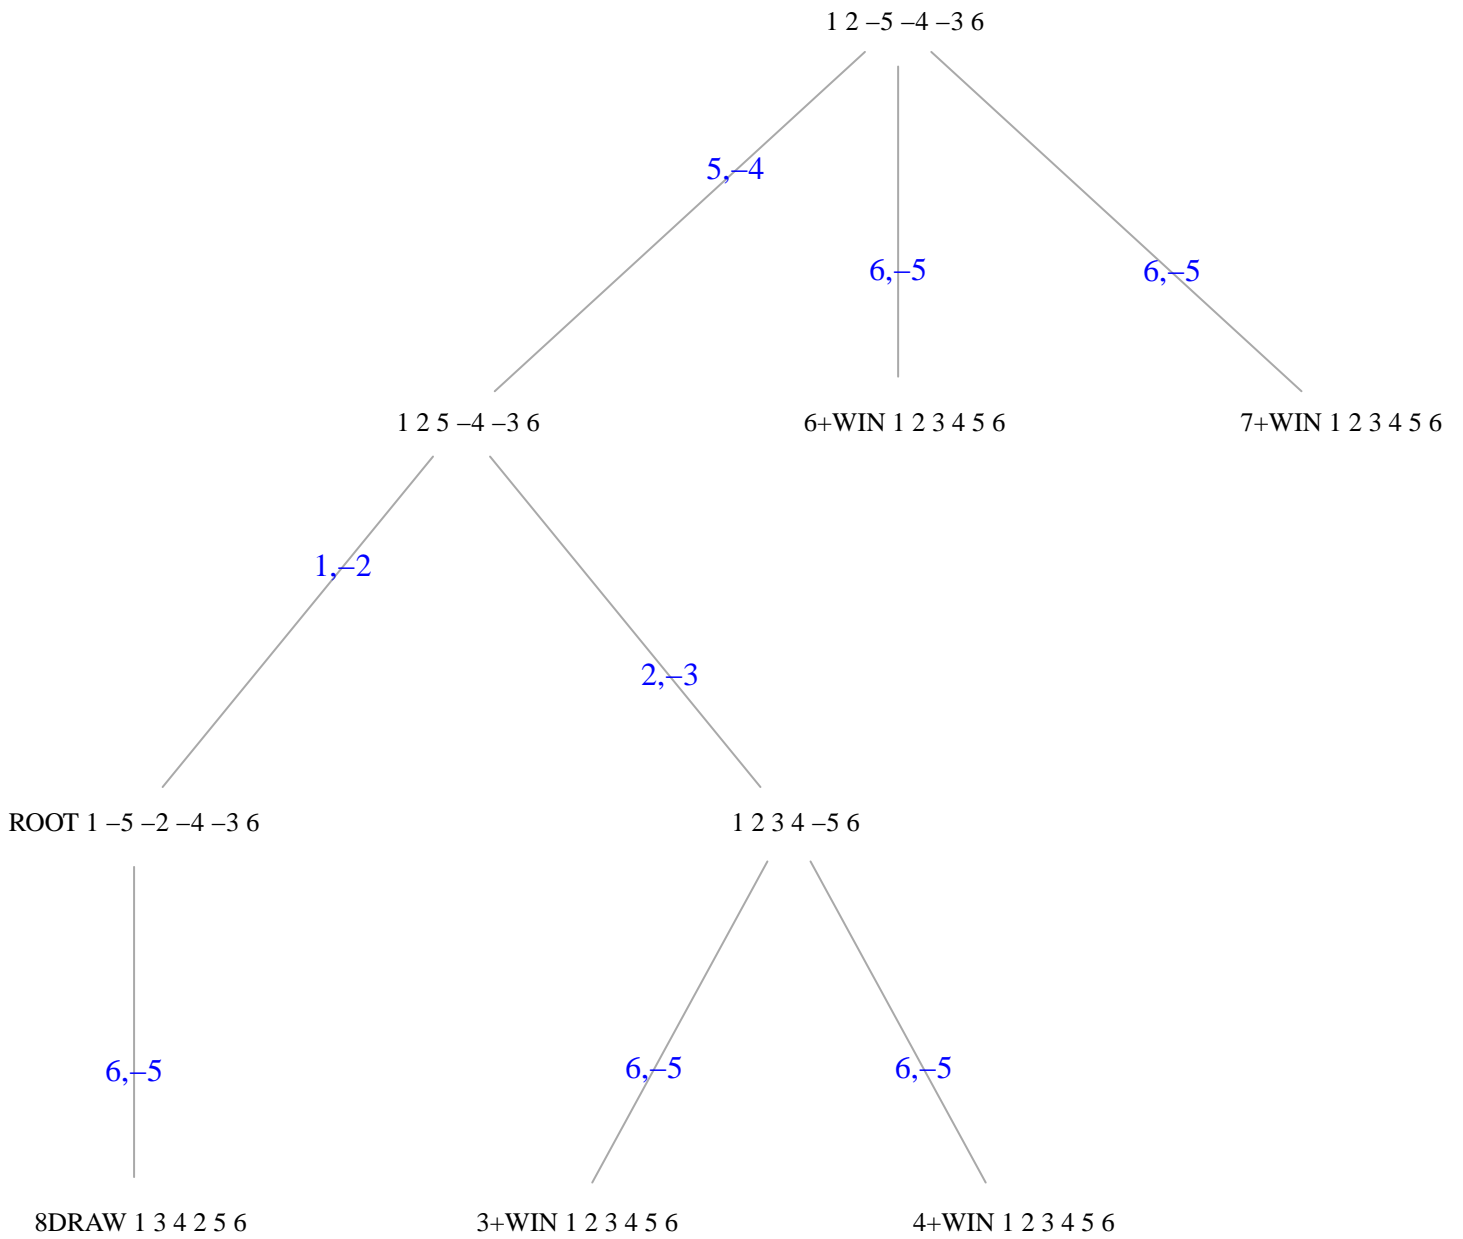 1 2 –5 –4 –3 6
5,–4
6,–5
6,–5
1 2 5 –4 –3 6
6+WIN 1 2 3 4 5 6
7+WIN 1 2 3 4 5 6
1,–2
2,–3
ROOT 1 –5 –2 –4 –3 6
1 2 3 4 –5 6
6,–5
6,–5
6,–5
8DRAW 1 3 4 2 5 6
3+WIN 1 2 3 4 5 6
4+WIN 1 2 3 4 5 6